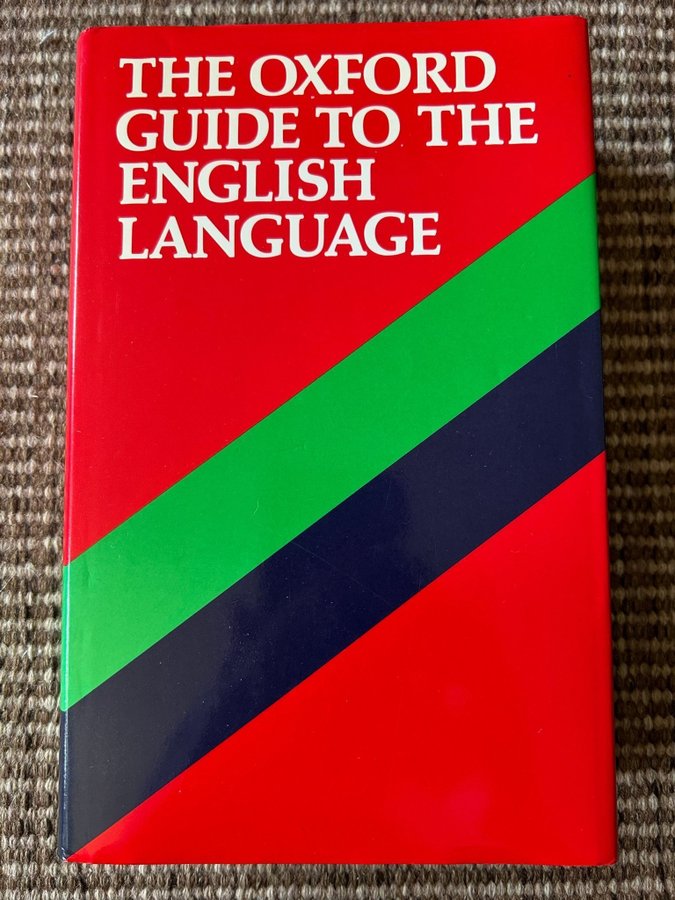 THE OXFORD
GUIDE TO THE
ENGLISH
LANGUAGE